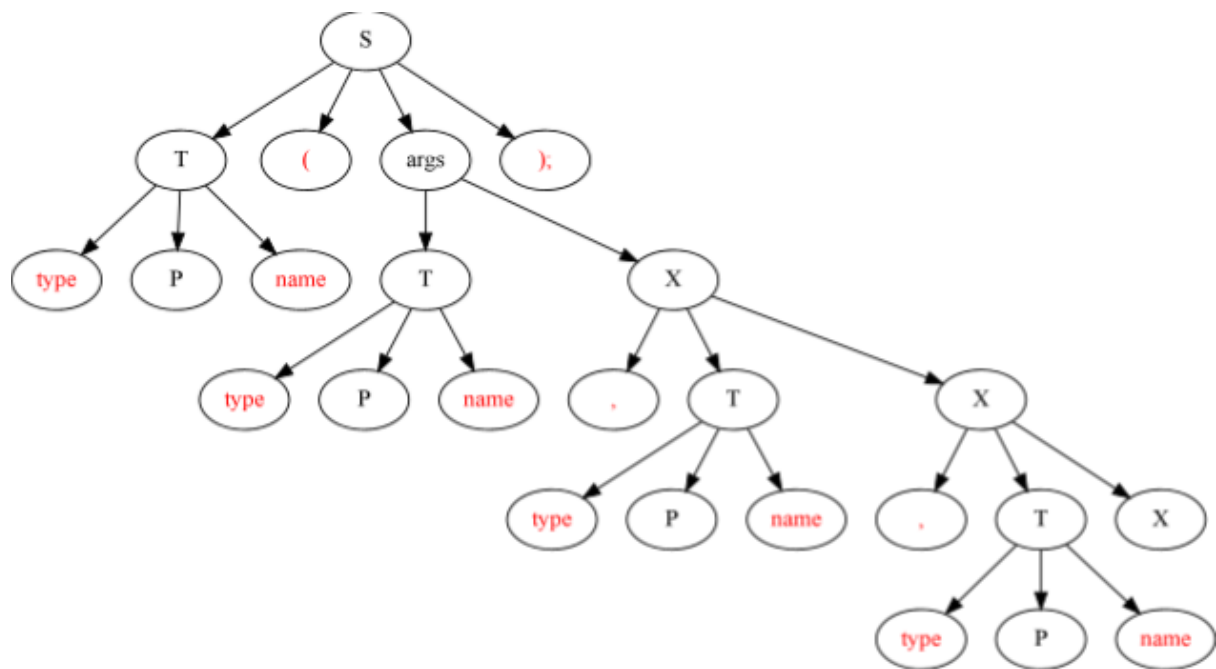 S
T ( args );
type P name T X
type P name , T X
type P name , T X
type P name